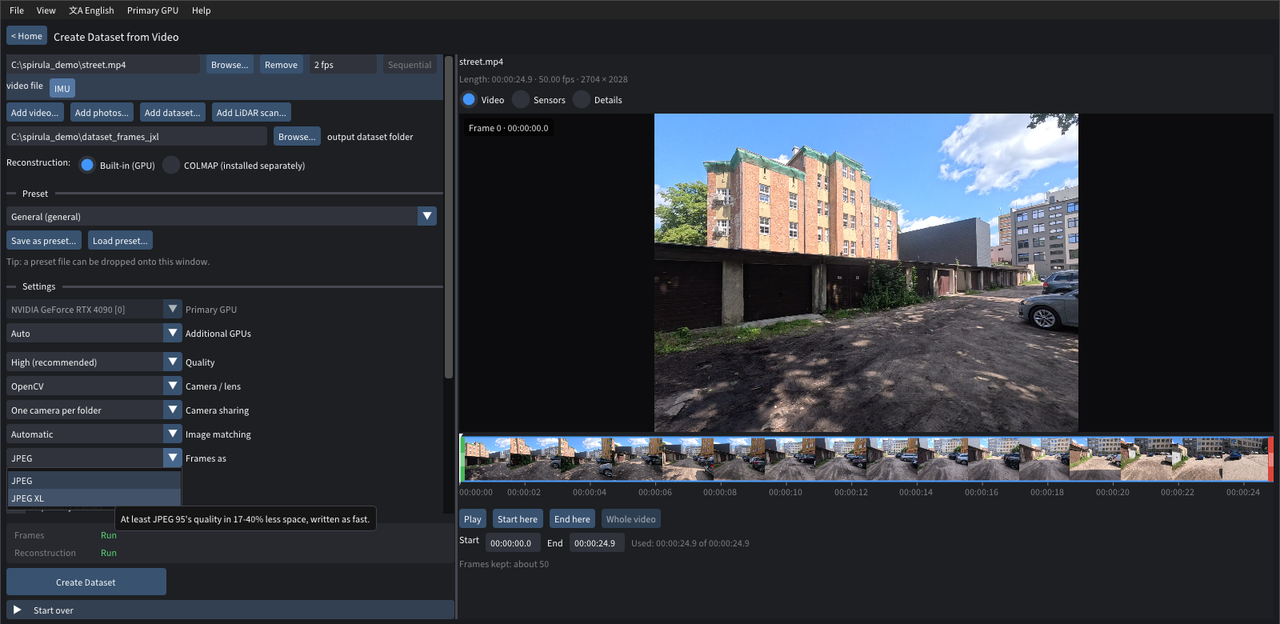 File View 文A English Primary GPU Help
< Home Create Dataset from Video
C:\spirula_demo\street.mp4 Browse... Remove 2 fps Sequential
video file IMU
Add video... Add photos... Add dataset... Add LiDAR scan...
C:\spirula_demo\dataset_frames_jxl Browse... output dataset folder
Reconstruction: Built-in (GPU) COLMAP (installed separately)
Preset
General (general)
Save as preset... Load preset...
Tip: a preset file can be dropped onto this window.
Settings
NVIDIA GeForce RTX 4090 [0] Primary GPU
Auto Additional GPUs
High (recommended) Quality
OpenCV Camera / lens
One camera per folder Camera sharing
Automatic Image matching
JPEG Frames as
JPEG
JPEG XL
At least JPEG 95's quality in 17-40% less space, written as fast.
Frames Run
Reconstruction Run
Create Dataset
Start over
street.mp4
Length: 00:00:24.9 · 50.00 fps · 2704 × 2028
Video Sensors Details
Frame 0 · 00:00:00.0
00:00:00 00:00:02 00:00:04 00:00:06 00:00:08 00:00:10 00:00:12 00:00:14 00:00:16 00:00:18 00:00:20 00:00:22 00:00:24
Play Start here End here Whole video
Start 00:00:00.0 End 00:00:24.9 Used: 00:00:24.9 of 00:00:24.9
Frames kept: about 50